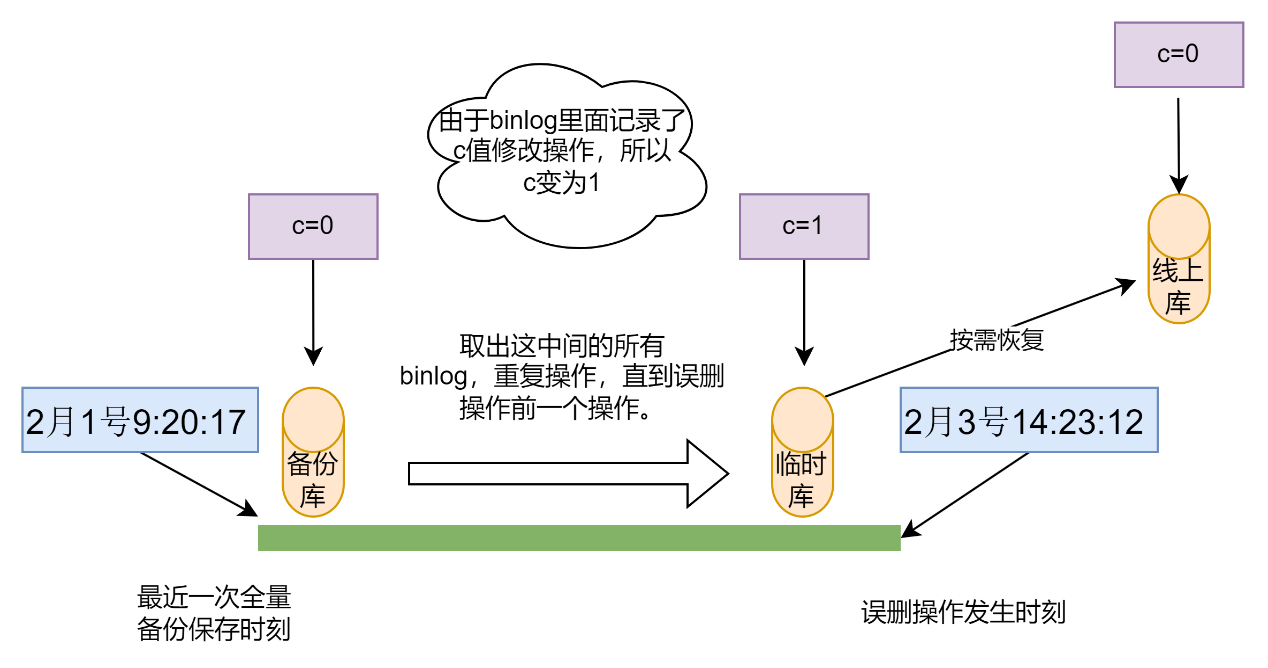 c=0
由于binlog里面记录了
c值修改操作，所以
c变为1
c=0
c=1
线上
库
按需恢复
取出这中间的所有
binlog，重复操作，直到误删
操作前一个操作。
2月1号9:20:17
2月3号14:23:12
备份
库
临时
库
最近一次全量
备份保存时刻
误删操作发生时刻